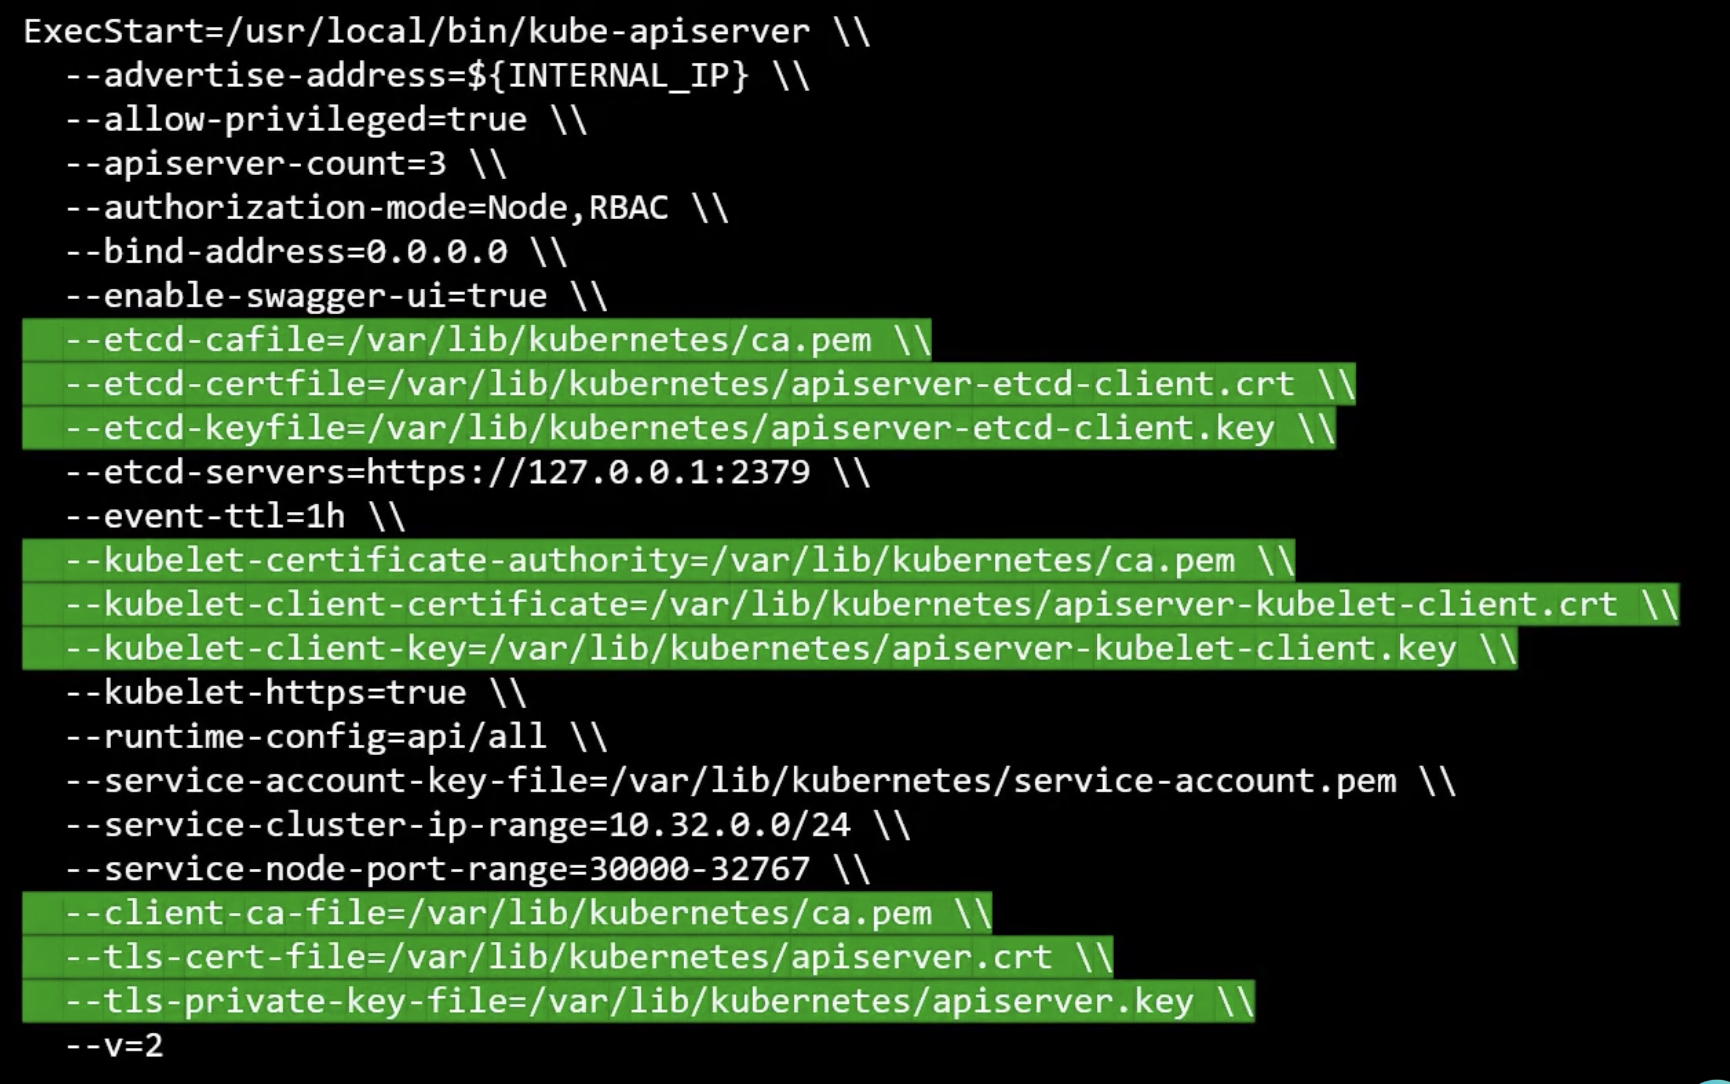 ExecStart=/usr/local/bin/kube-apiserver \\
  --advertise-address=${INTERNAL_IP} \\
  --allow-privileged=true \\
  --apiserver-count=3 \\
  --authorization-mode=Node,RBAC \\
  --bind-address=0.0.0.0 \\
  --enable-swagger-ui=true \\
  --etcd-cafile=/var/lib/kubernetes/ca.pem \\
  --etcd-certfile=/var/lib/kubernetes/apiserver-etcd-client.crt \\
  --etcd-keyfile=/var/lib/kubernetes/apiserver-etcd-client.key \\
  --etcd-servers=https://127.0.0.1:2379 \\
  --event-ttl=1h \\
  --kubelet-certificate-authority=/var/lib/kubernetes/ca.pem \\
  --kubelet-client-certificate=/var/lib/kubernetes/apiserver-kubelet-client.crt \\
  --kubelet-client-key=/var/lib/kubernetes/apiserver-kubelet-client.key \\
  --kubelet-https=true \\
  --runtime-config=api/all \\
  --service-account-key-file=/var/lib/kubernetes/service-account.pem \\
  --service-cluster-ip-range=10.32.0.0/24 \\
  --service-node-port-range=30000-32767 \\
  --client-ca-file=/var/lib/kubernetes/ca.pem \\
  --tls-cert-file=/var/lib/kubernetes/apiserver.crt \\
  --tls-private-key-file=/var/lib/kubernetes/apiserver.key \\
  --v=2